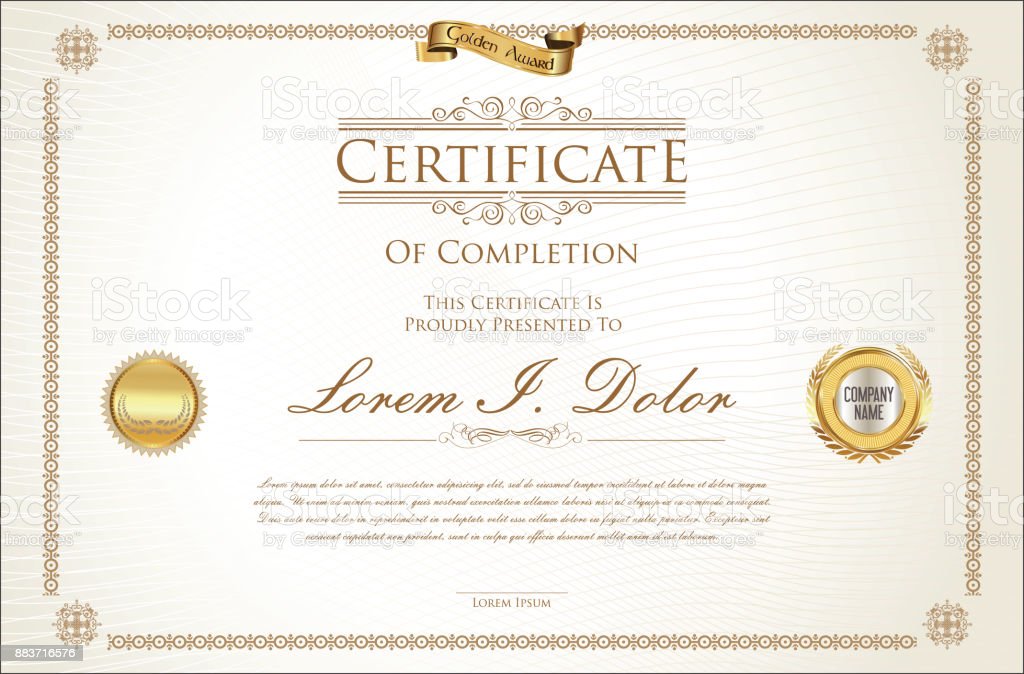 Golden Award
CERTIFICATE
OF COMPLETION
THIS CERTIFICATE IS
PROUDLY PRESENTED TO
Lorem I. Dolor
COMPANY
NAME
Lorem ipsum dolor sit amet, consectetur adipisicing elit, sed do eiusmod tempor incididunt ut labore et dolore magna
aliqua. Ut enim ad minim veniam, quis nostrud exercitation ullamco laboris nisi ut aliquip ex ea commodo consequat.
Duis aute irure dolor in reprehenderit in voluptate velit esse cillum dolore eu fugiat nulla pariatur. Excepteur sint
occaecat cupidatat non proident, sunt in culpa qui officia deserunt mollit anim id est laborum.
LOREM IPSUM
iStock
by Getty Images™
883716576